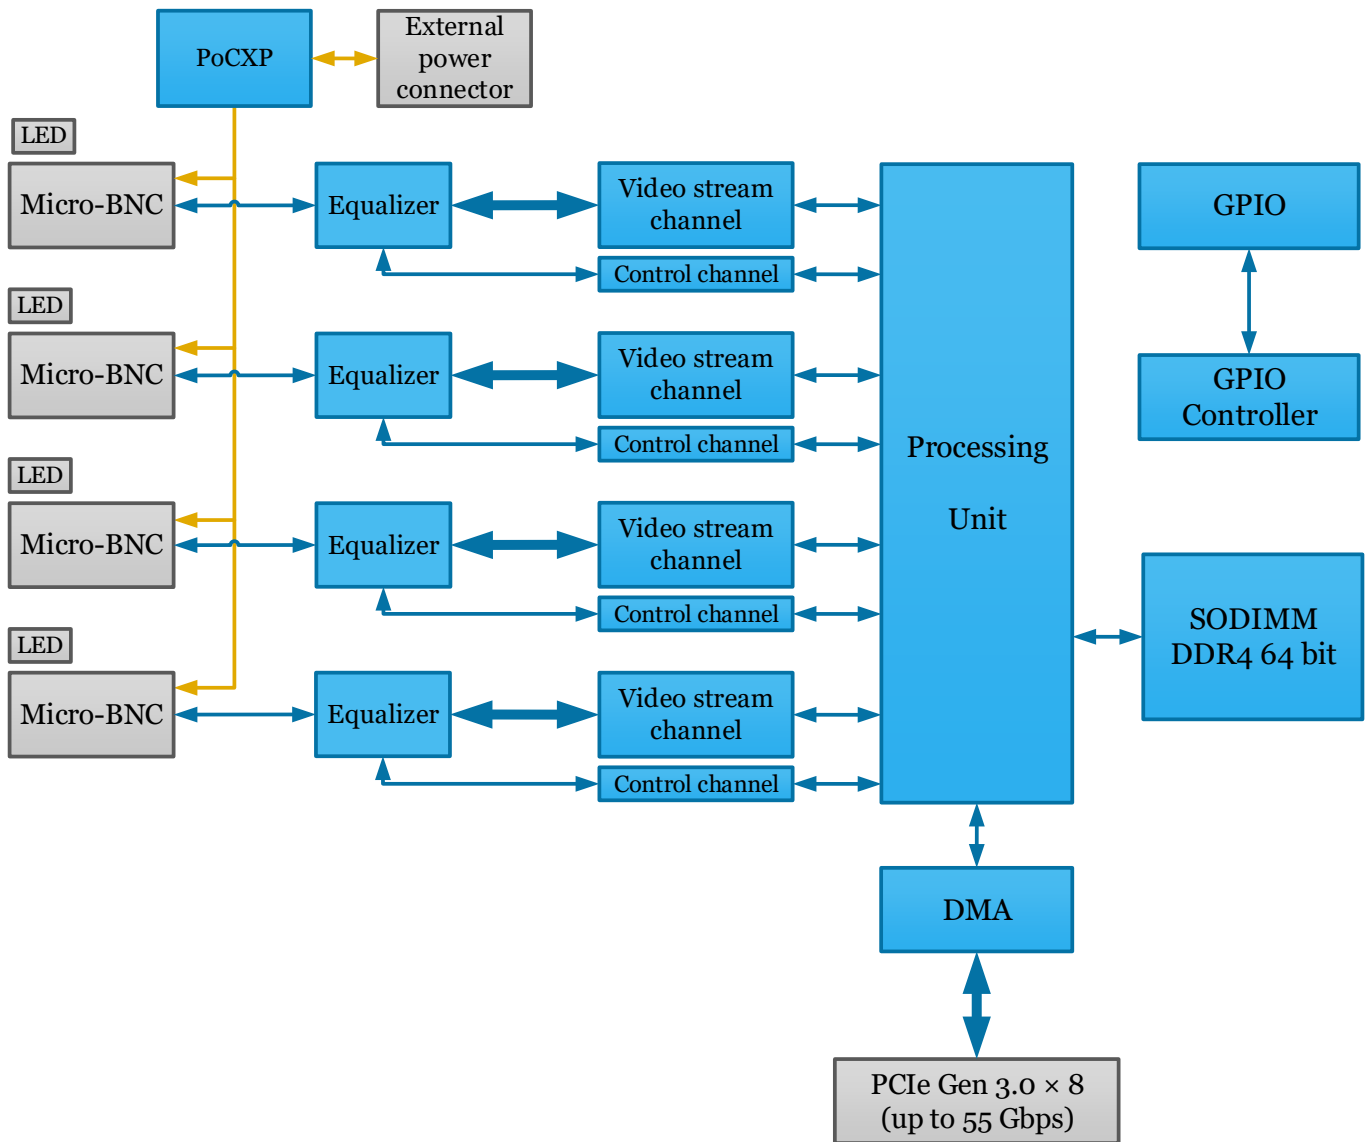 PoCXP
External
power
connector
LED
Micro-BNC
Equalizer
Video stream
channel
Control channel
LED
Micro-BNC
Equalizer
Video stream
channel
Control channel
LED
Micro-BNC
Equalizer
Video stream
channel
Control channel
LED
Micro-BNC
Equalizer
Video stream
channel
Control channel
Processing
Unit
GPIO
GPIO
Controller
SODIMM
DDR4 64 bit
DMA
PCIe Gen 3.0 × 8
(up to 55 Gbps)